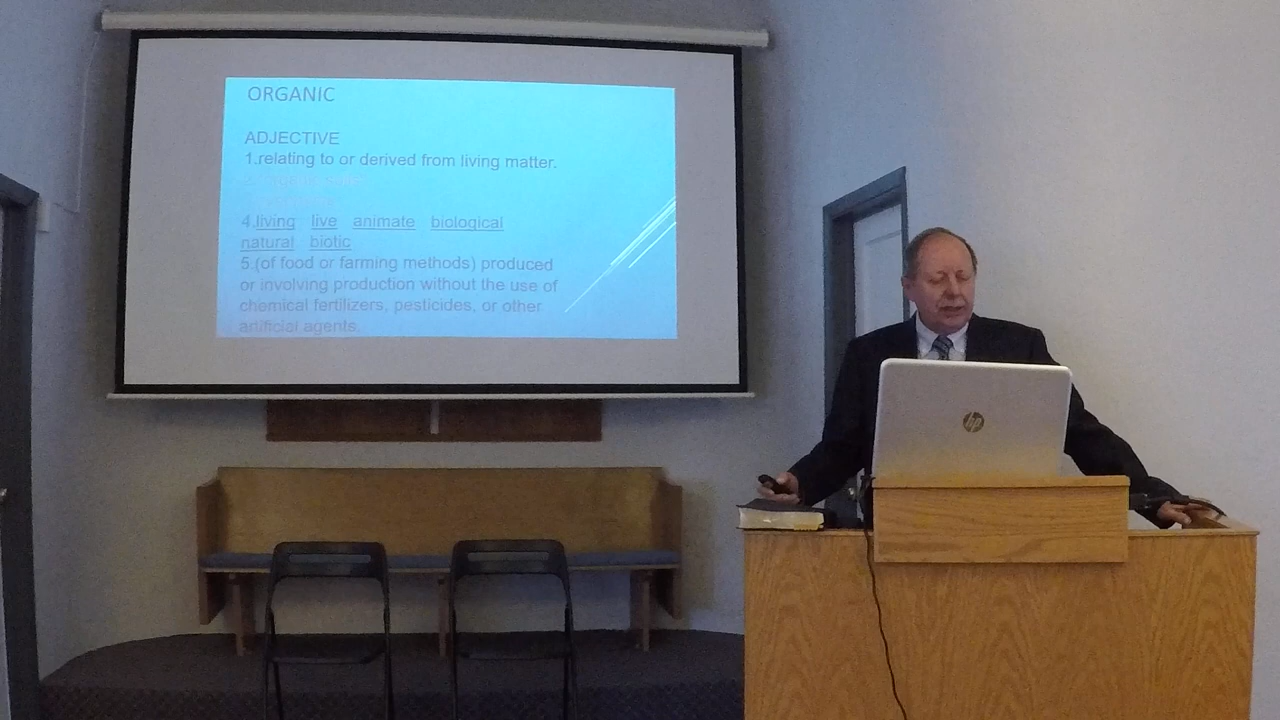 ORGANIC
ADJECTIVE
1.relating to or derived from living matter.
4.living live animate biological
natural biotic
5.(of food or farming methods) produced
or involving production without the use of
chemical fertilizers, pesticides, or other
artificial agents.
hp